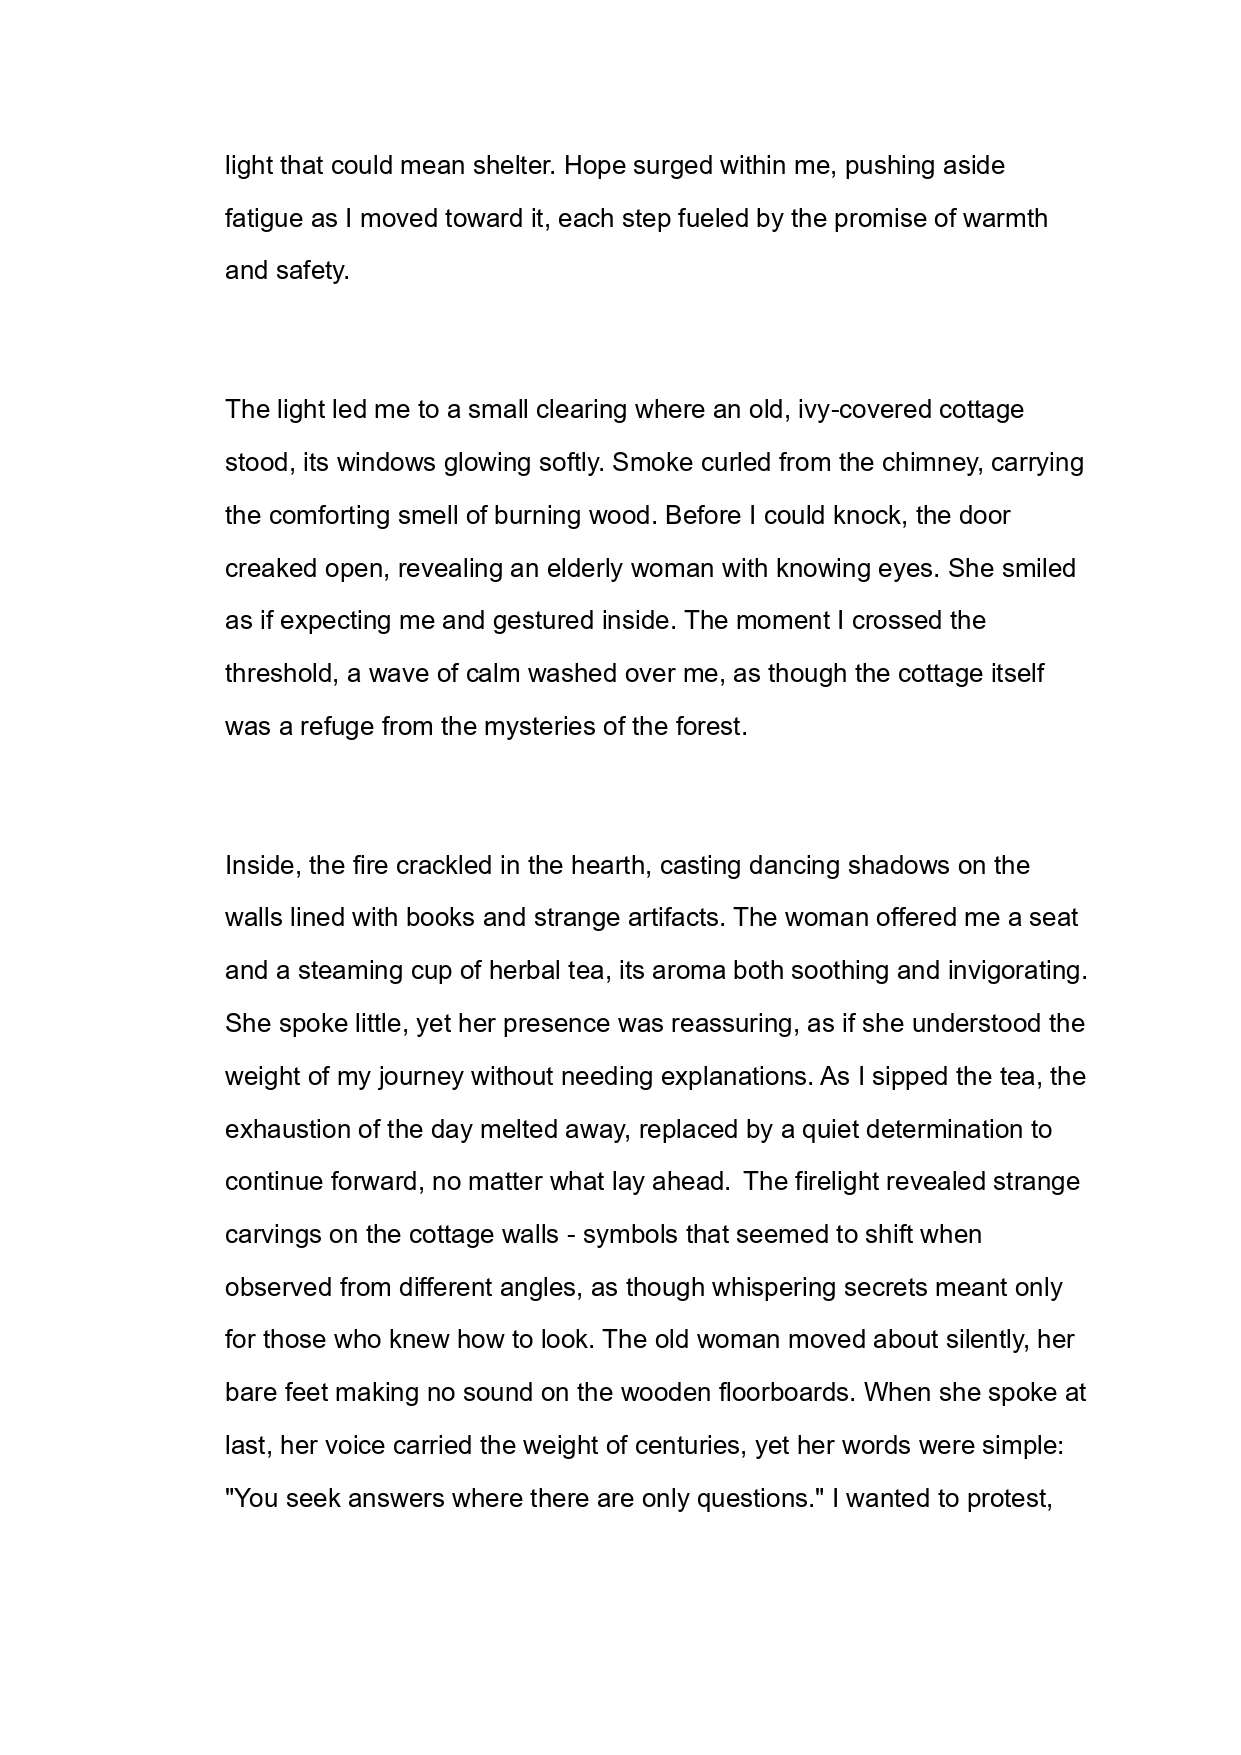 light that could mean shelter. Hope surged within me, pushing aside
fatigue as I moved toward it, each step fueled by the promise of warmth
and safety.
The light led me to a small clearing where an old, ivy-covered cottage
stood, its windows glowing softly. Smoke curled from the chimney, carrying
the comforting smell of burning wood. Before I could knock, the door
creaked open, revealing an elderly woman with knowing eyes. She smiled
as if expecting me and gestured inside. The moment I crossed the
threshold, a wave of calm washed over me, as though the cottage itself
was a refuge from the mysteries of the forest.
Inside, the fire crackled in the hearth, casting dancing shadows on the
walls lined with books and strange artifacts. The woman offered me a seat
and a steaming cup of herbal tea, its aroma both soothing and invigorating.
She spoke little, yet her presence was reassuring, as if she understood the
weight of my journey without needing explanations. As I sipped the tea, the
exhaustion of the day melted away, replaced by a quiet determination to
continue forward, no matter what lay ahead.  The firelight revealed strange
carvings on the cottage walls - symbols that seemed to shift when
observed from different angles, as though whispering secrets meant only
for those who knew how to look. The old woman moved about silently, her
bare feet making no sound on the wooden floorboards. When she spoke at
last, her voice carried the weight of centuries, yet her words were simple:
"You seek answers where there are only questions." I wanted to protest,